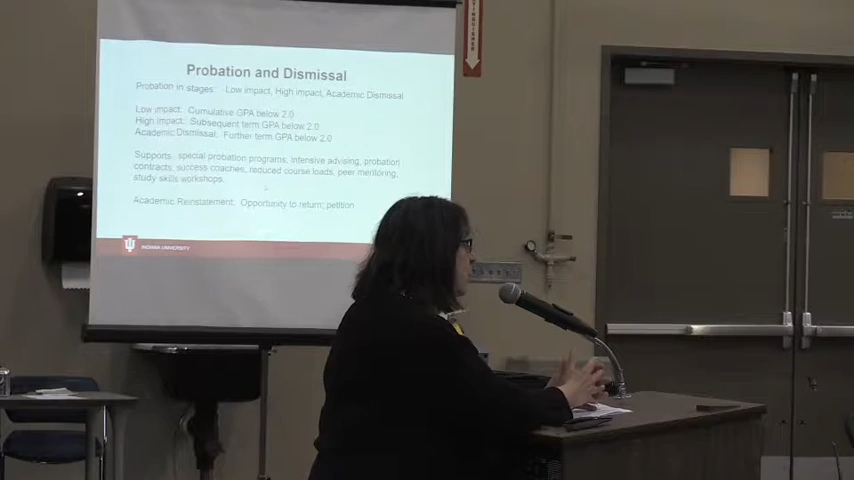 Probation and Dismissal
Probation in stages: Low impact, High impact, Academic Dismissal
Low impact: Cumulative GPA below 2.0
High impact: Subsequent term GPA below 2.0
Academic Dismissal: Further term GPA below 2.0
Supports: special probation programs, intensive advising, probation
contracts, success coaches, reduced course loads, peer mentoring,
study skills workshops
Academic Reinstatement: Opportunity to return; petition
INDIANA UNIVERSITY